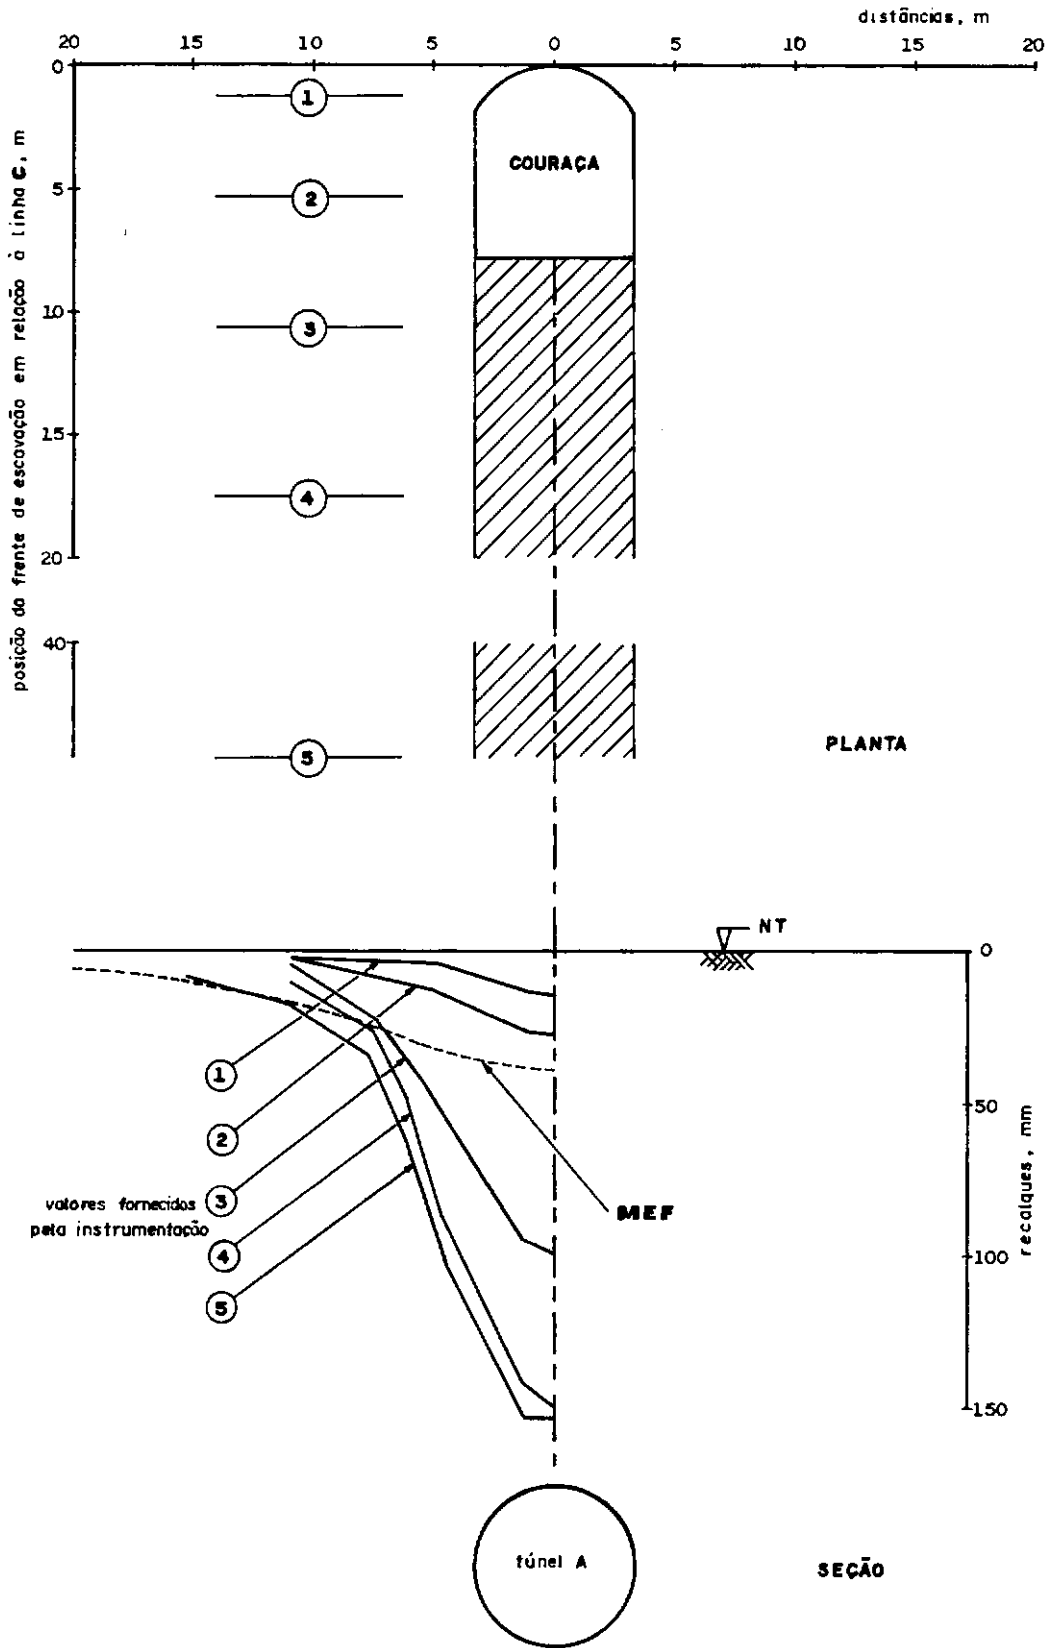 distâncias, m
20 15 10 5 0 5 10 15 20
posição da frente de escavação em relação à linha C, m
0
5
10
15
20
40
1
2
3
4
5
COURAÇA
PLANTA
NT
0
50
100
150
recalques, mm
1
2
3
4
5
valores fornecidos
pela instrumentação
MEF
túnel A
SEÇÃO